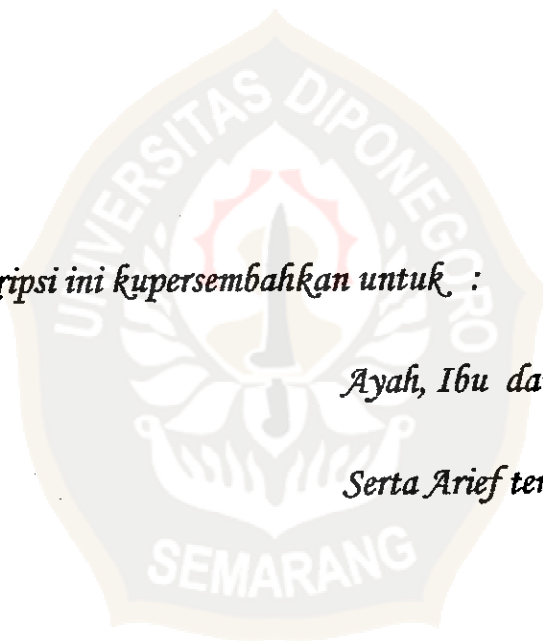 UNIVERSITAS DIPONEGORO
ripsi ini kupersembahkan untuk :
Ayah, Ibu da
Serta Arief ter
SEMARANG